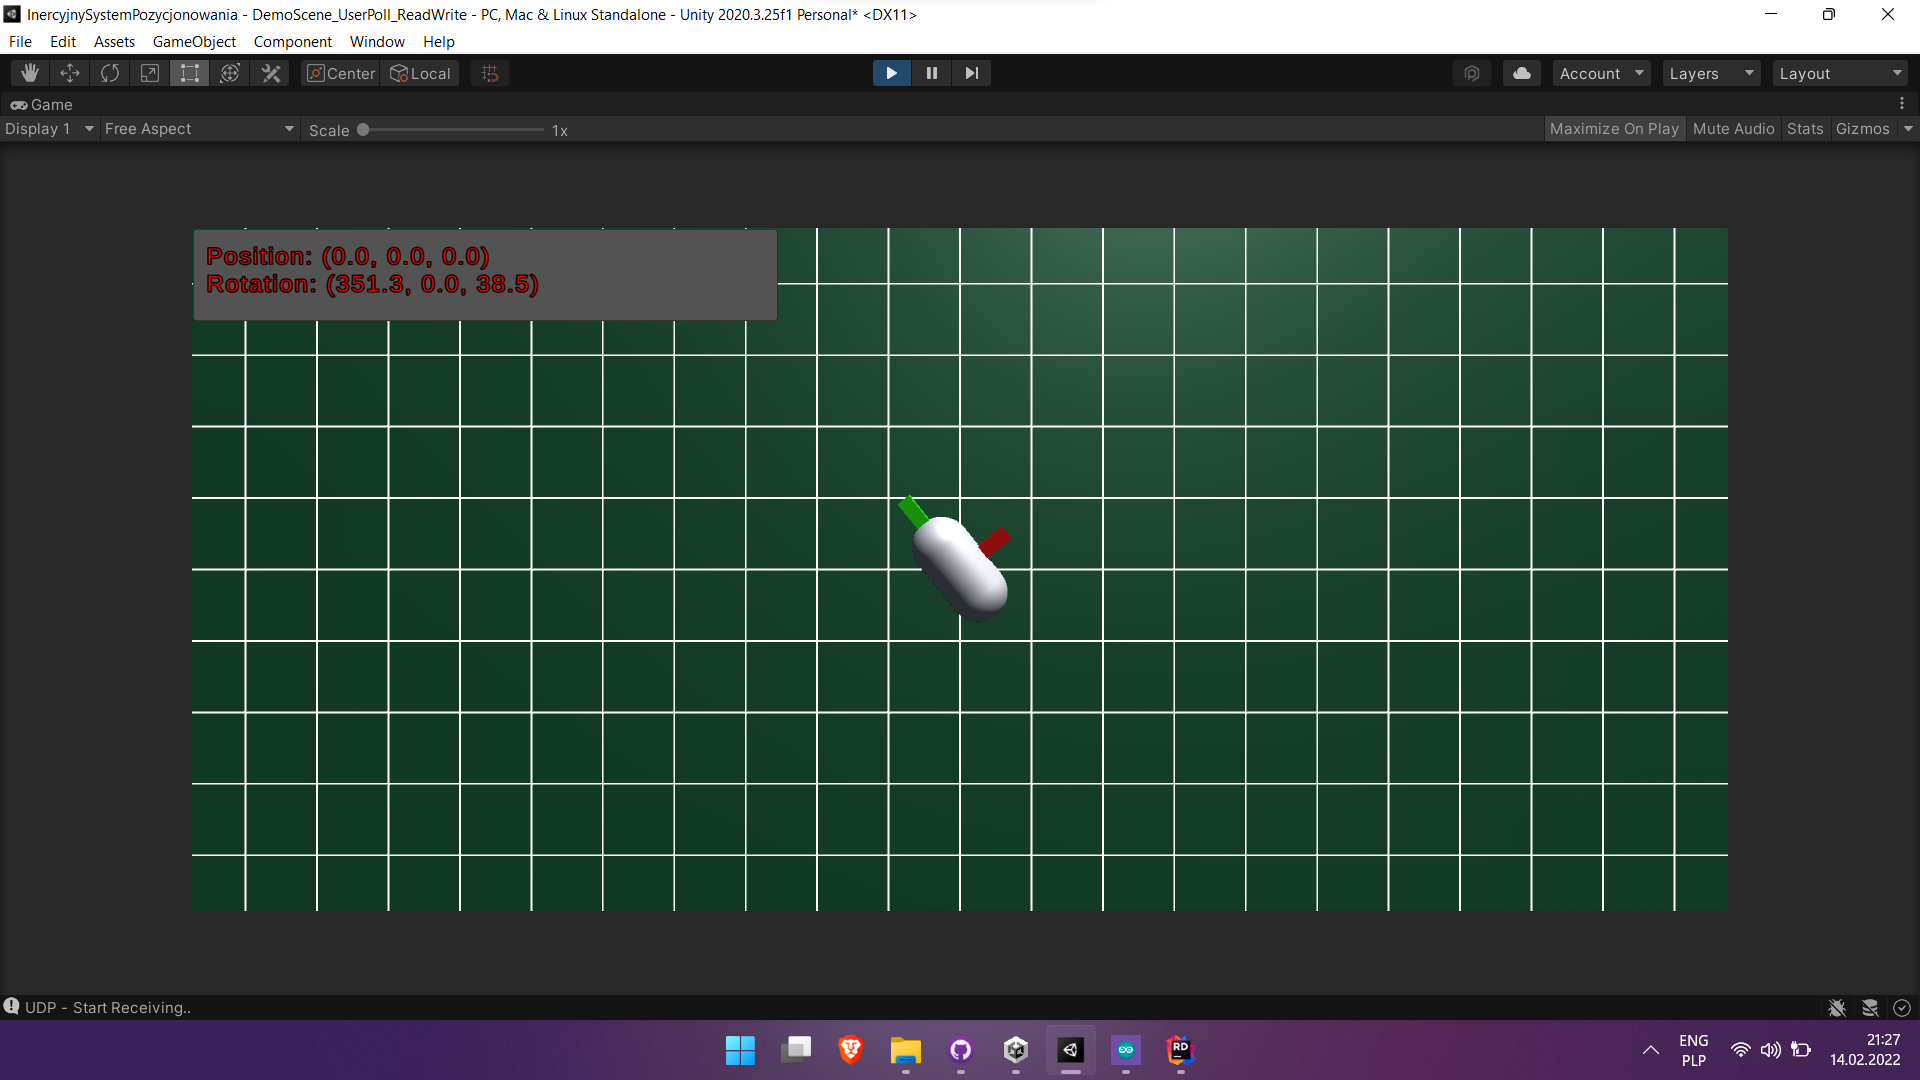 InercyjnySystemPozycjonowania - DemoScene_UserPoll_ReadWrite - PC, Mac & Linux Standalone - Unity 2020.3.25f1 Personal* <DX11>
File Edit Assets GameObject Component Window Help
Center Local Account Layers Layout
Game
Display 1 Free Aspect Scale 1x Maximize On Play Mute Audio Stats Gizmos
Position: (0.0, 0.0, 0.0)
Rotation: (351.3, 0.0, 38.5)
UDP - Start Receiving..
RD
ENG 21:27
PLP 14.02.2022